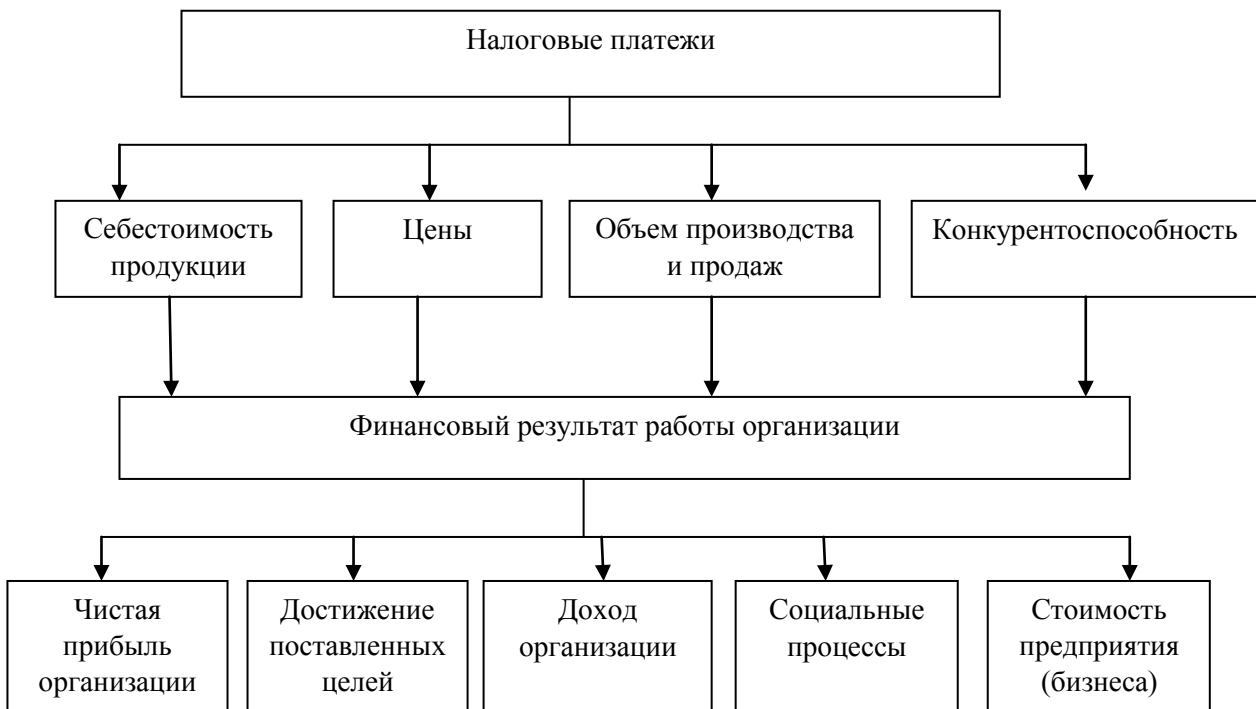 Налоговые платежи
Себестоимость
продукции
Цены
Объем производства
и продаж
Конкурентоспособность
Финансовый результат работы организации
Чистая
прибыль
организации
Достижение
поставленных
целей
Доход
организации
Социальные
процессы
Стоимость
предприятия
(бизнеса)